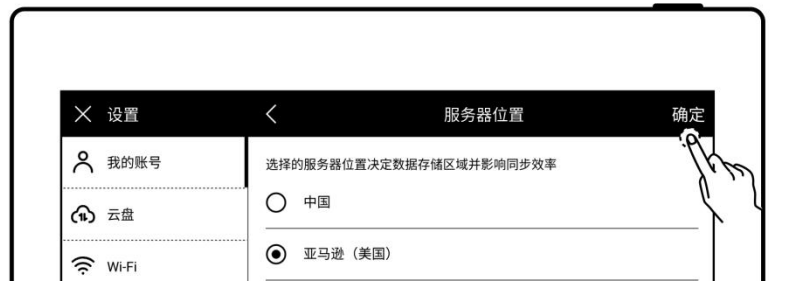 设置
服务器位置
确定
我的账号
选择的服务器位置决定数据存储区域并影响同步效率
云盘
中国
Wi-Fi
亚马逊（美国）